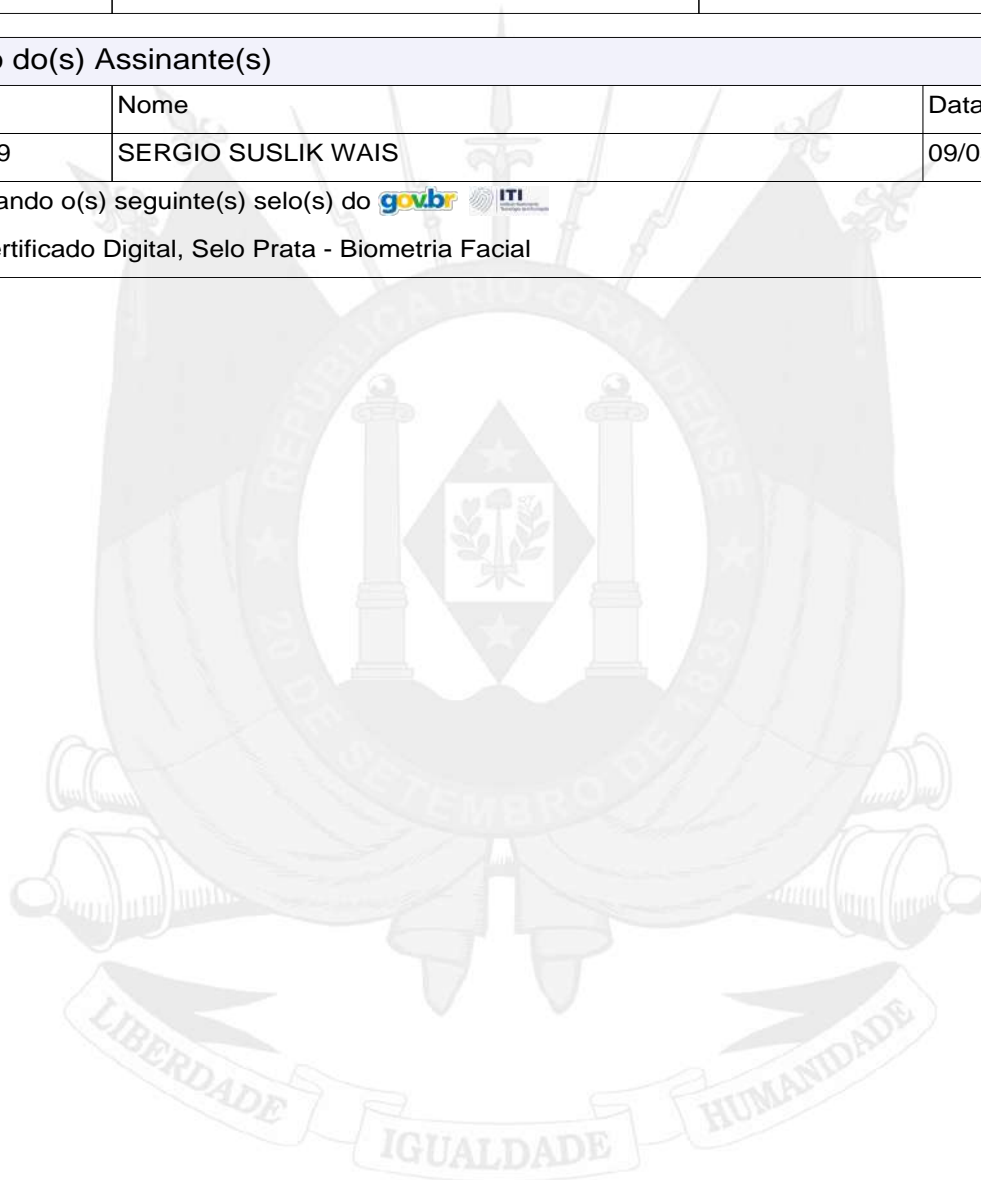 o do(s) Assinante(s)
Nome
Data
9
SERGIO SUSLIK WAIS
09/0
ando o(s) seguinte(s) selo(s) do gov.br ITI
ertificado Digital, Selo Prata - Biometria Facial
REPÚBLICA RIO-GRANDENSE
20 DE SETEMBRO DE 1835
LIBERDADE
IGUALDADE
HUMANIDADE